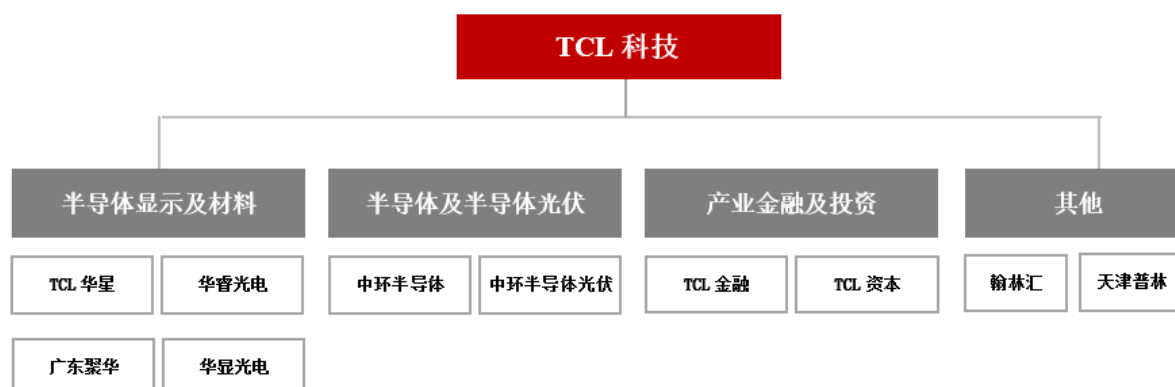 TCL 科技
半导体显示及材料
半导体及半导体光伏
产业金融及投资
其他
TCL 华星
华睿光电
中环半导体
中环半导体光伏
TCL 金融
TCL 资本
翰林汇
天津普林
广东聚华
华显光电